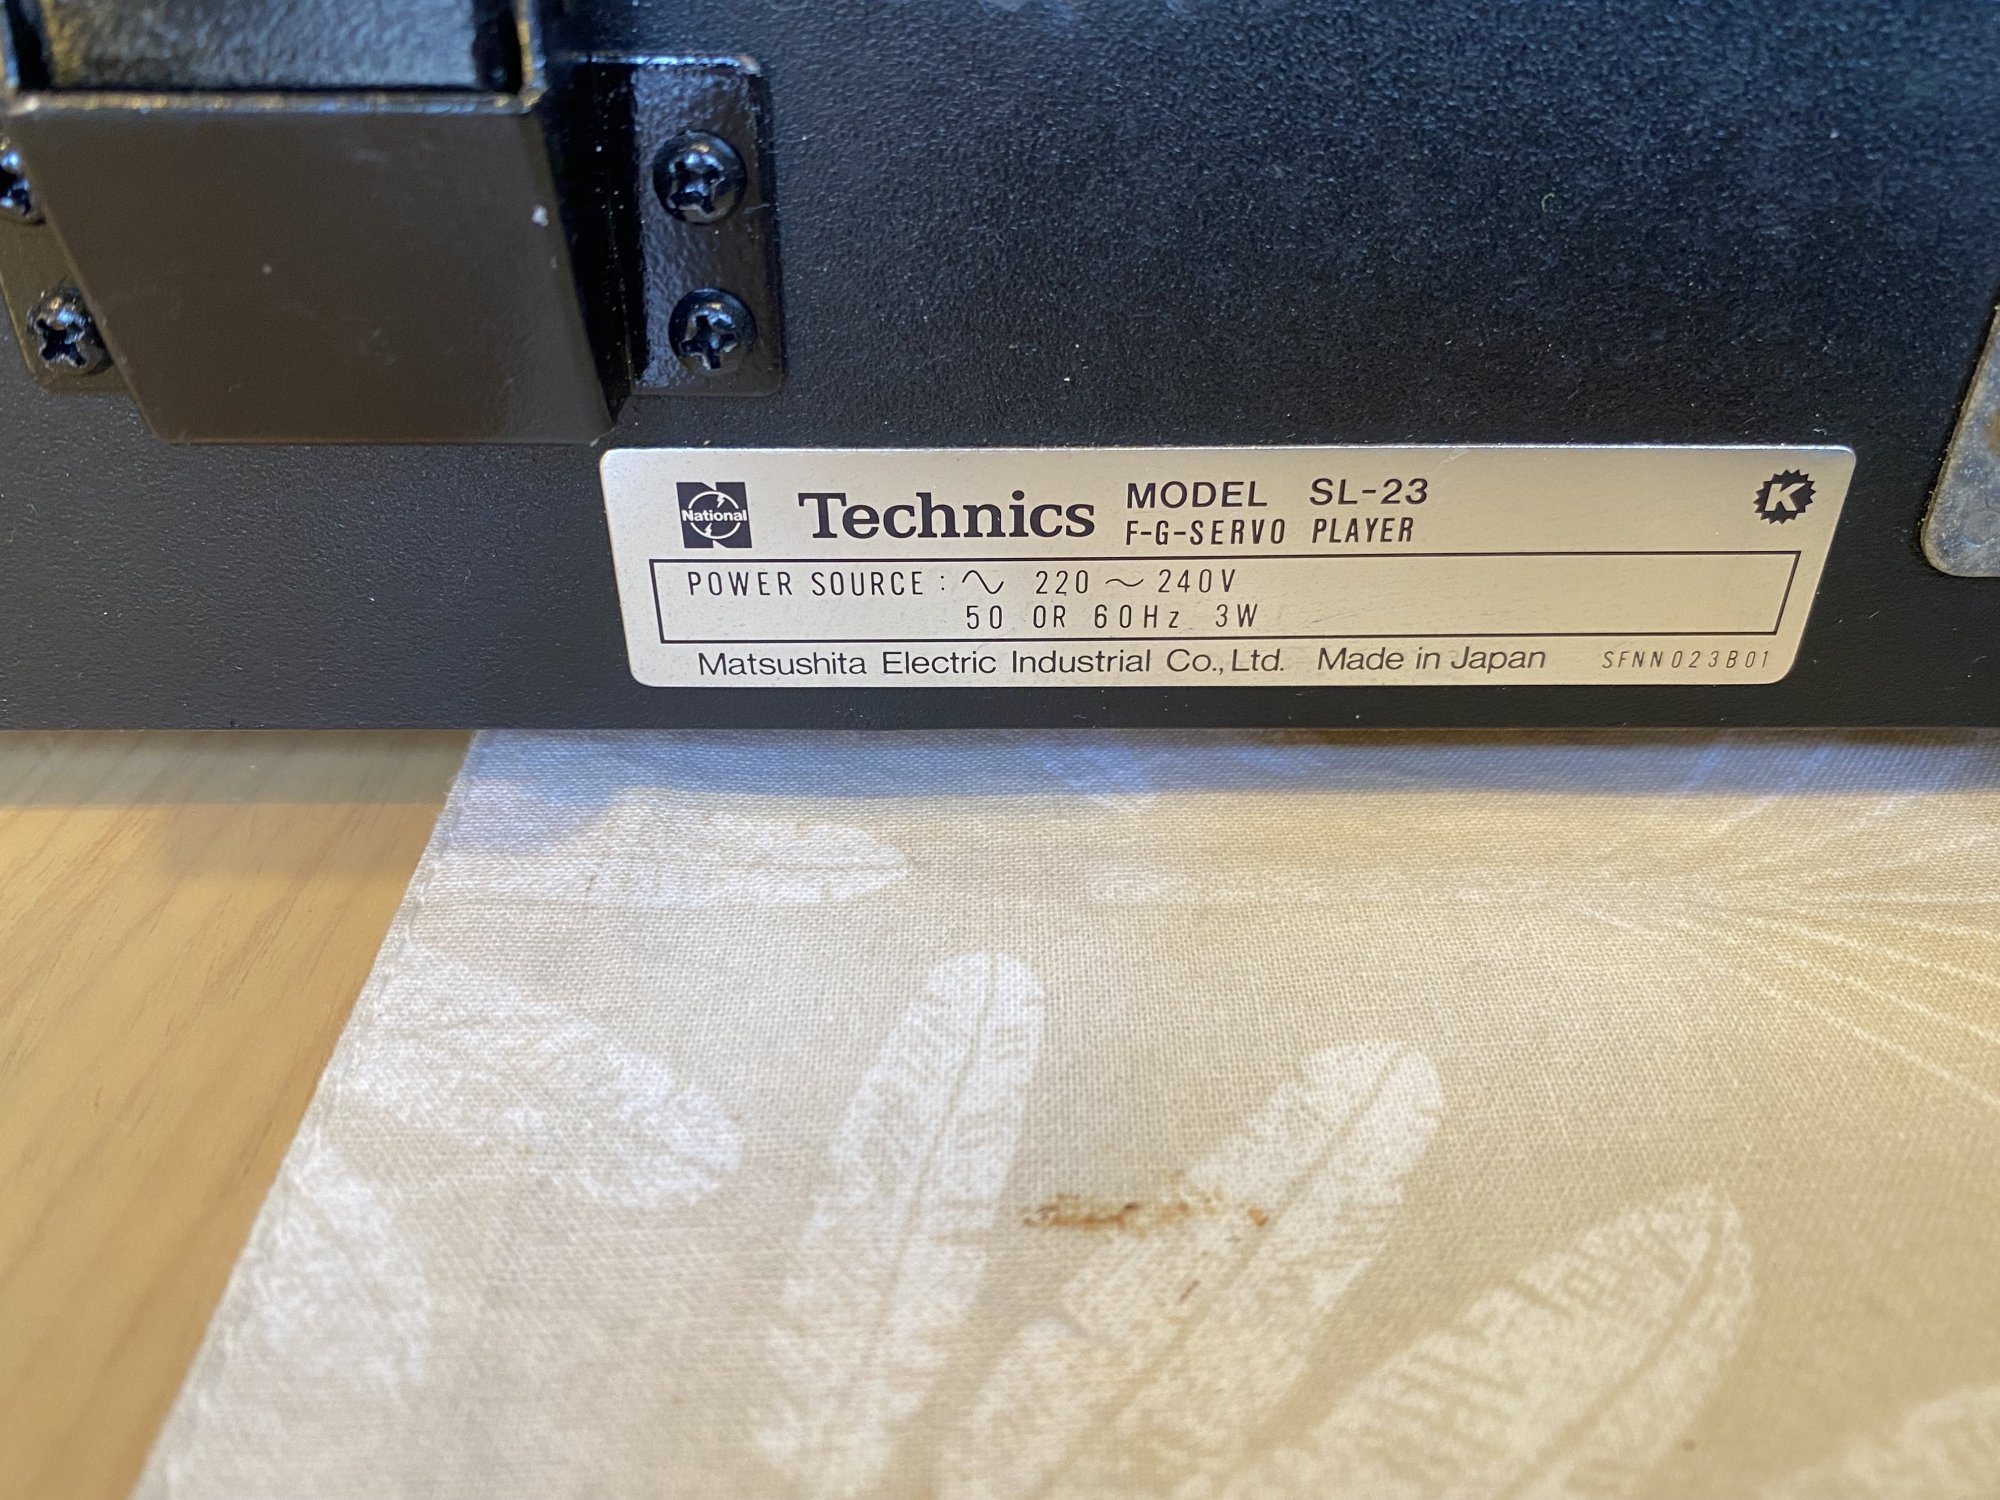 National
Technics
MODEL SL-23
F-G-SERVO PLAYER
K
POWER SOURCE : ∿ 220 ~ 240V
50 OR 60Hz 3W
Matsushita Electric Industrial Co., Ltd. Made in Japan SFNN023B01